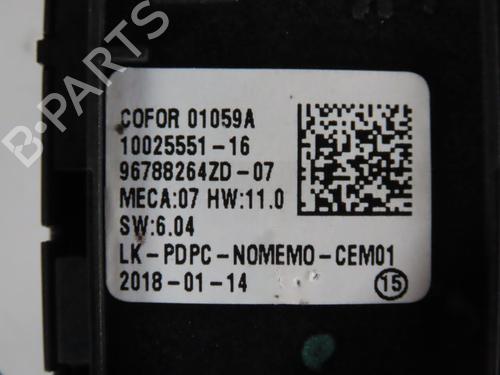 COFOR 01059A
10025551-16
96788264ZD-07
MECA:07 HW:11.0
SW:6.04
LK-PDPC-NOMEMO-CEM01
2018-01-14
15